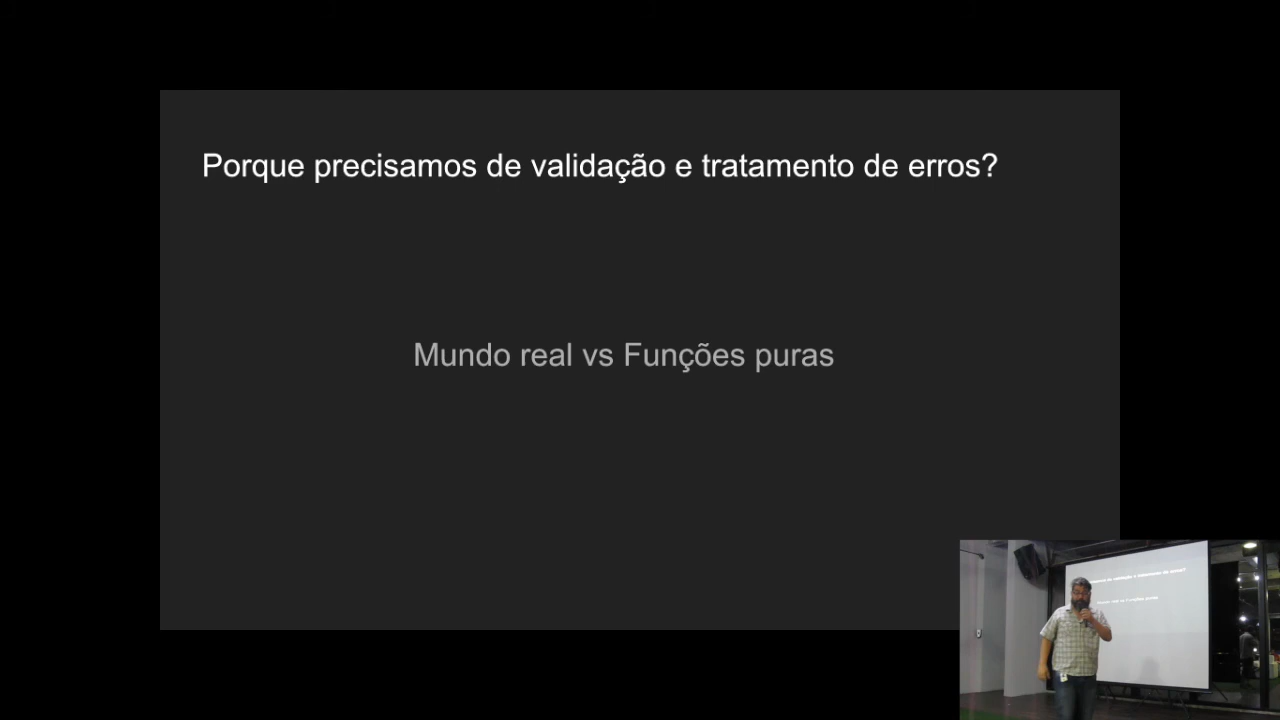 Porque precisamos de validação e tratamento de erros?
Mundo real vs Funções puras